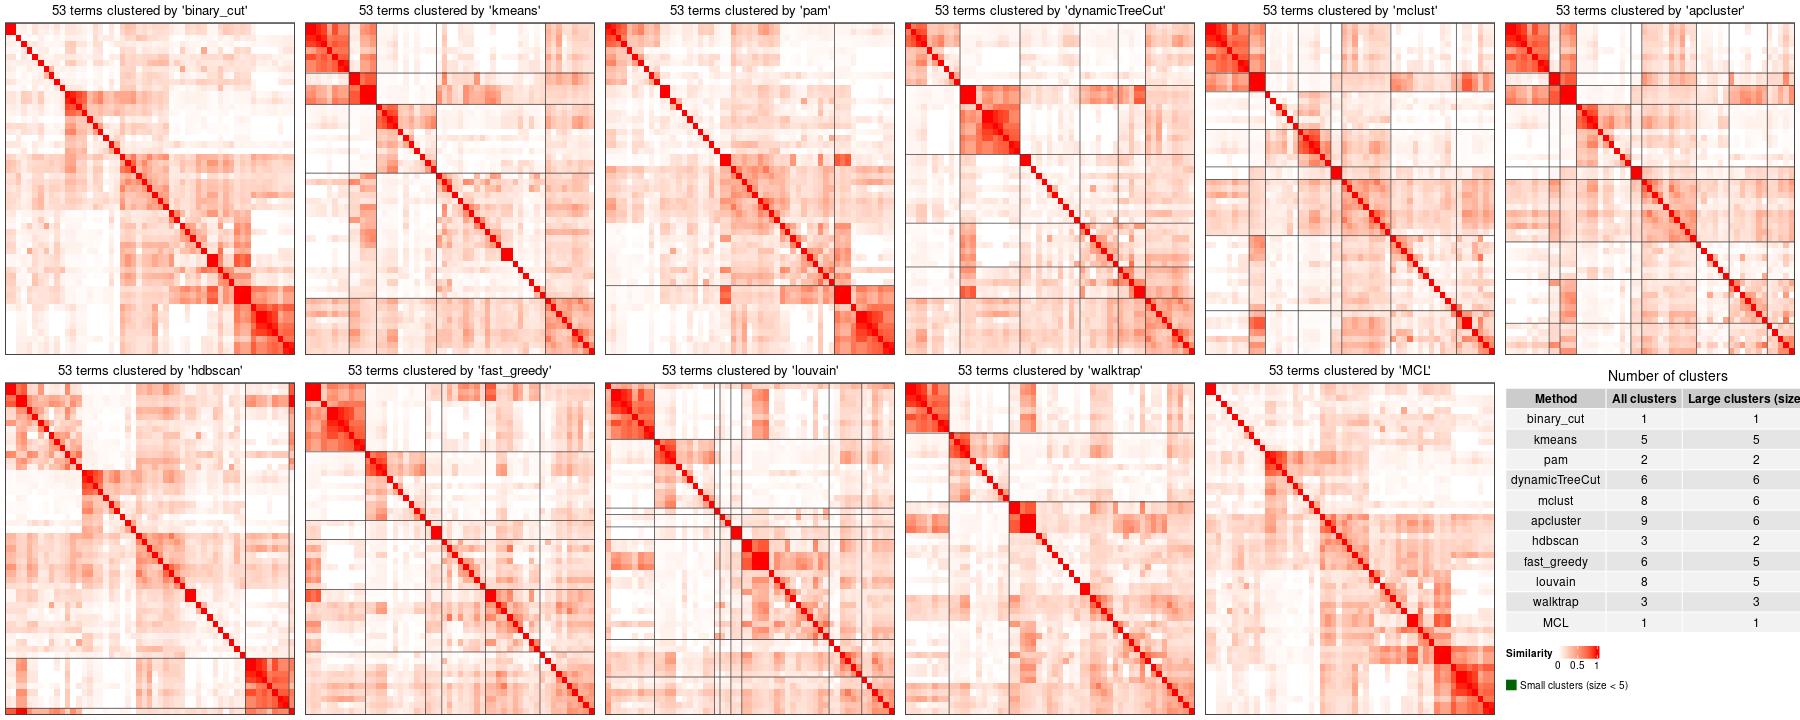 53 terms clustered by 'binary_cut'
53 terms clustered by 'kmeans'
53 terms clustered by 'pam'
53 terms clustered by 'dynamicTreeCut'
53 terms clustered by 'mclust'
53 terms clustered by 'apcluster'
53 terms clustered by 'hdbscan'
53 terms clustered by 'fast_greedy'
53 terms clustered by 'louvain'
53 terms clustered by 'walktrap'
53 terms clustered by 'MCL'
Number of clusters
Method All clusters Large clusters (size
binary_cut 1 1
kmeans 5 5
pam 2 2
dynamicTreeCut 6 6
mclust 8 6
apcluster 9 6
hdbscan 3 2
fast_greedy 6 5
louvain 8 5
walktrap 3 3
MCL 1 1
Similarity
0 0.5 1
Small clusters (size < 5)